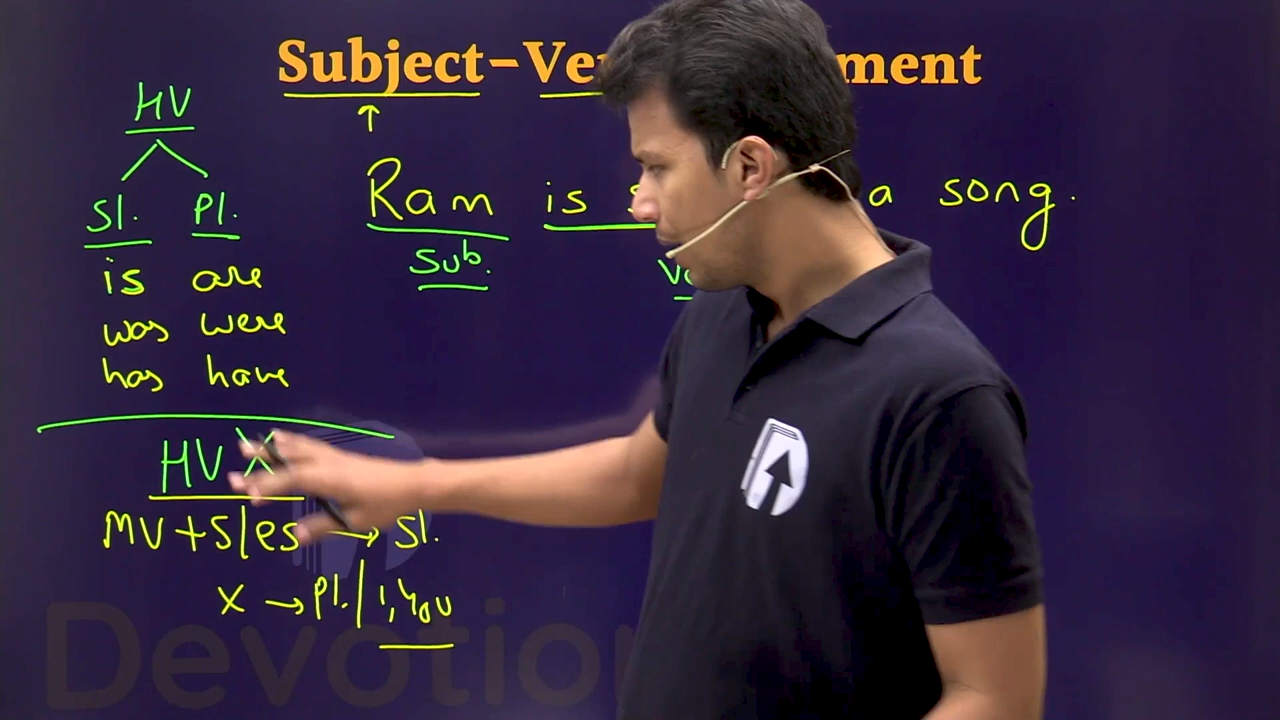 Subject-Ve ment
HV
↑
Sl. Pl.
Ram is a song.
Sub.
is are
was were
has have
HV X
MV + s/es → Sl.
x → Pl. / I, You
Devotion